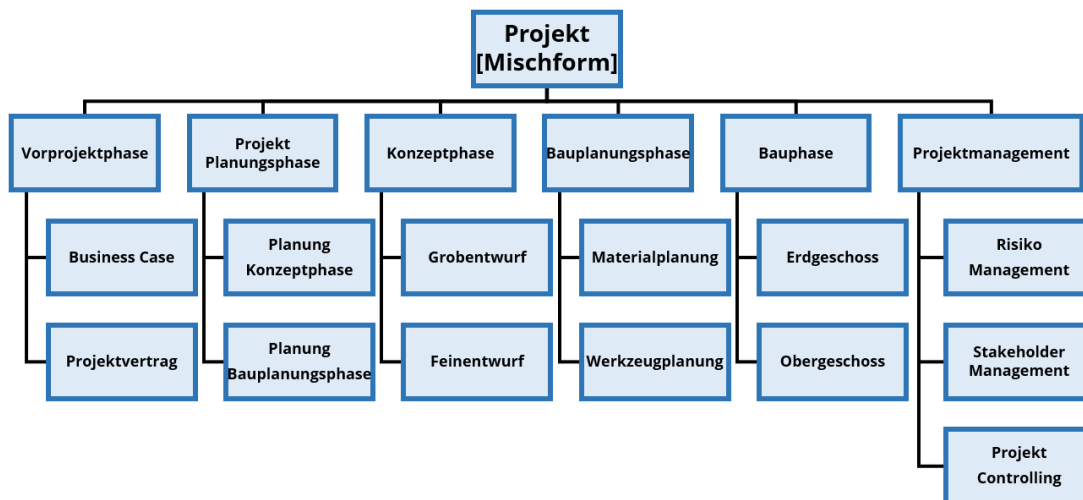 Projekt
[Mischform]
Vorprojektphase
Projekt
Planungsphase
Konzeptphase
Bauplanungsphase
Bauphase
Projektmanagement
Business Case
Planung
Konzeptphase
Grobentwurf
Materialplanung
Erdgeschoss
Risiko
Management
Projektvertrag
Planung
Bauplanungsphase
Feinentwurf
Werkzeugplanung
Obergeschoss
Stakeholder
Management
Projekt
Controlling